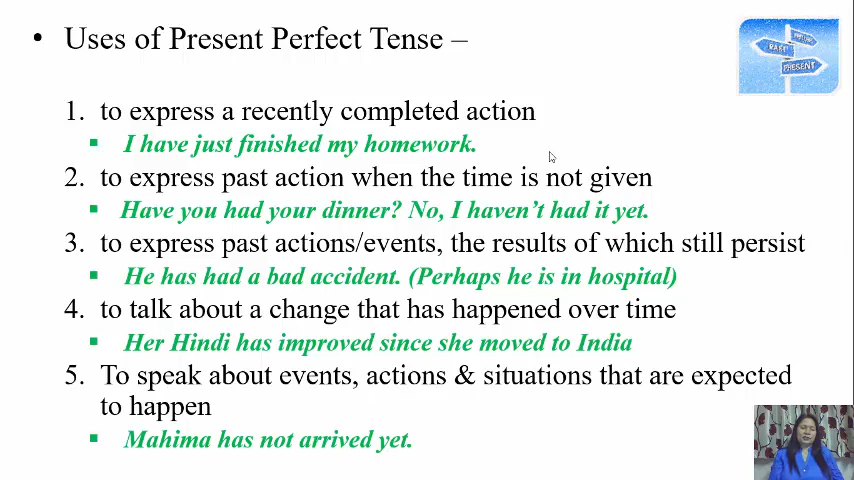 • Uses of Present Perfect Tense –
PAST
FUTURE
PRESENT
1. to express a recently completed action
▪ I have just finished my homework.
2. to express past action when the time is not given
▪ Have you had your dinner? No, I haven’t had it yet.
3. to express past actions/events, the results of which still persist
▪ He has had a bad accident. (Perhaps he is in hospital)
4. to talk about a change that has happened over time
▪ Her Hindi has improved since she moved to India
5. To speak about events, actions & situations that are expected
to happen
▪ Mahima has not arrived yet.